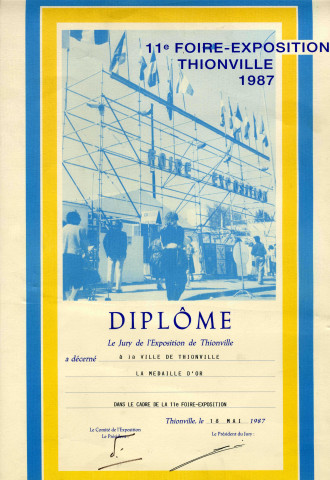 11e FOIRE-EXPOSITION
THIONVILLE
1987
FOIRE EXPOSITION
DIPLÔME
Le Jury de l'Exposition de Thionville
a décerné à la VILLE DE THIONVILLE
LA MEDAILLE D'OR
DANS LE CADRE DE LA 11e FOIRE-EXPOSITION
Thionville, le 10 MAI 1987
Le Comité de l'Exposition
Le Président :
Le Président du Jury :